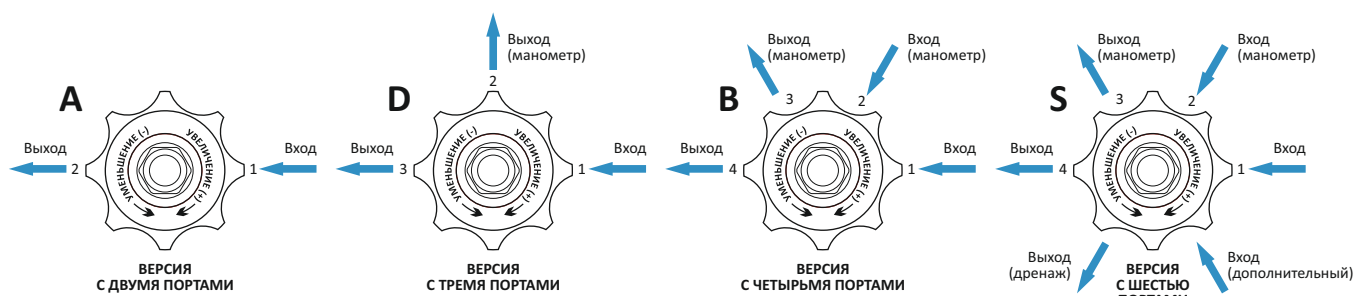 A
Выход
2
1
Вход
УМЕНЬШЕНИЕ (-)
УВЕЛИЧЕНИЕ (+)
ВЕРСИЯ
С ДВУМЯ ПОРТАМИ
D
Выход
(манометр)
2
Выход
3
1
Вход
УМЕНЬШЕНИЕ (-)
УВЕЛИЧЕНИЕ (+)
ВЕРСИЯ
С ТРЕМЯ ПОРТАМИ
B
Выход
(манометр)
Вход
(манометр)
3
2
Выход
4
1
Вход
УМЕНЬШЕНИЕ (-)
УВЕЛИЧЕНИЕ (+)
ВЕРСИЯ
С ЧЕТЫРЬМЯ ПОРТАМИ
S
Выход
(манометр)
Вход
(манометр)
3
2
Выход
4
1
Вход
УМЕНЬШЕНИЕ (-)
УВЕЛИЧЕНИЕ (+)
Выход
(дренаж)
Вход
(дополнительный)
ВЕРСИЯ
С ШЕСТЬЮ
ПОРТАМИ